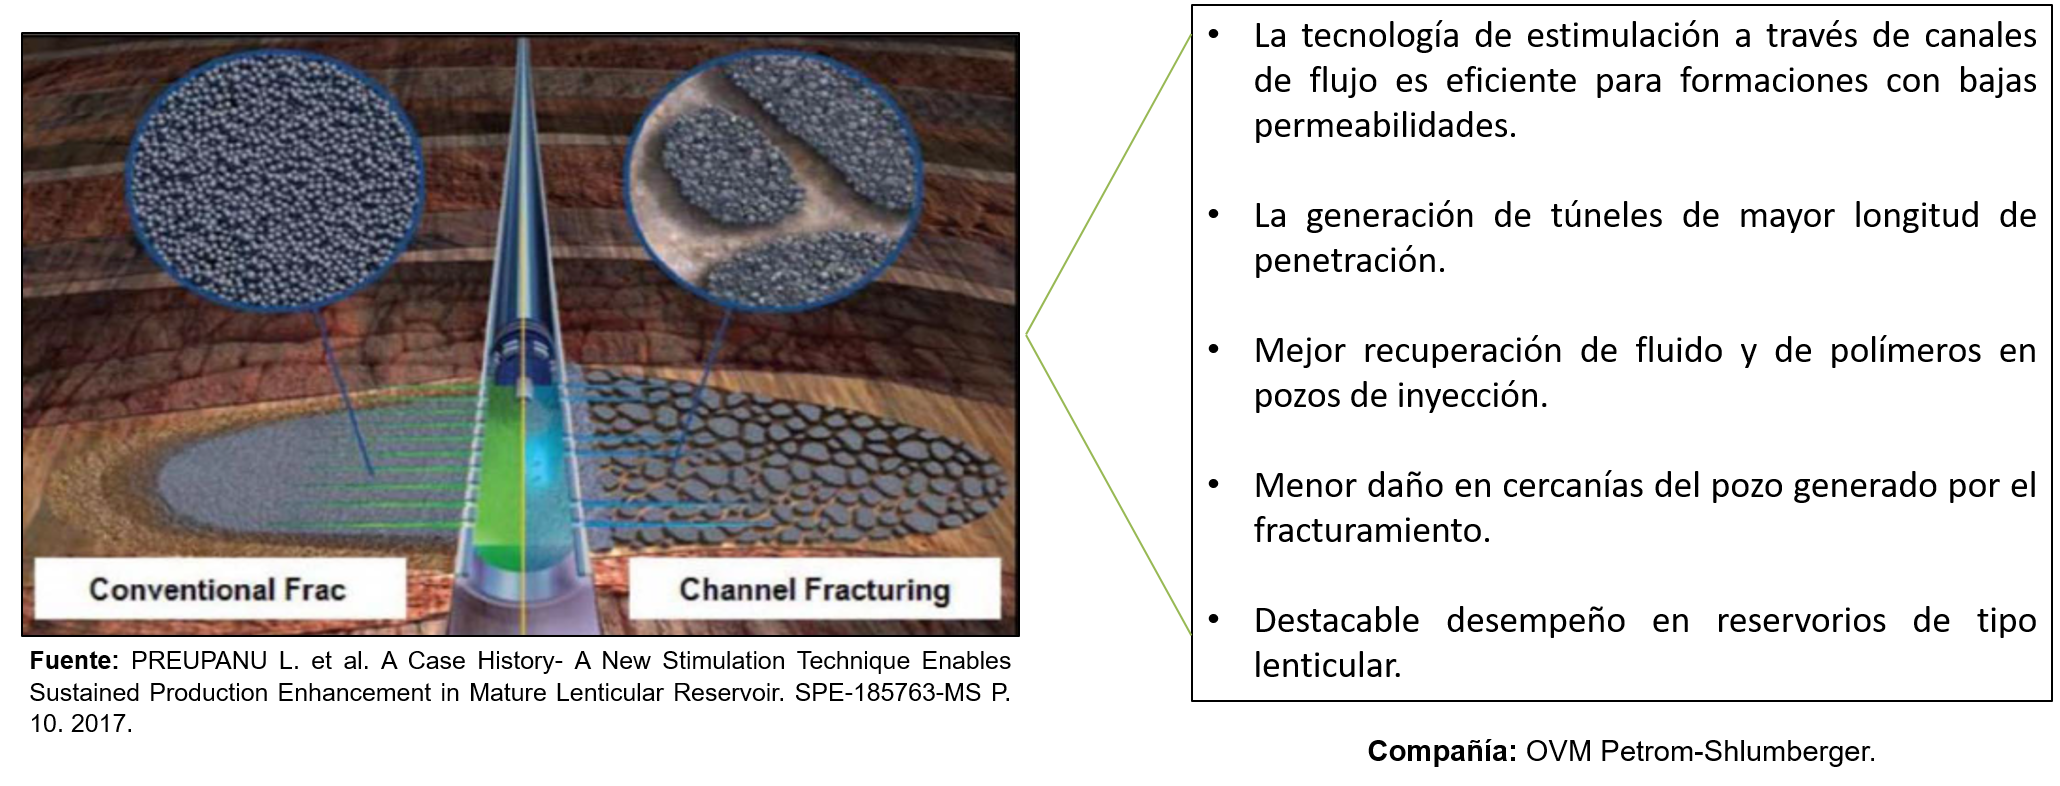 Conventional Frac
Channel Fracturing
Fuente: PREUPANU L. et al. A Case History- A New Stimulation Technique Enables
Sustained Production Enhancement in Mature Lenticular Reservoir. SPE-185763-MS P.
10. 2017.
• La tecnología de estimulación a través de canales
de flujo es eficiente para formaciones con bajas
permeabilidades.
• La generación de túneles de mayor longitud de
penetración.
• Mejor recuperación de fluido y de polímeros en
pozos de inyección.
• Menor daño en cercanías del pozo generado por el
fracturamiento.
• Destacable desempeño en reservorios de tipo
lenticular.
Compañía: OVM Petrom-Shlumberger.